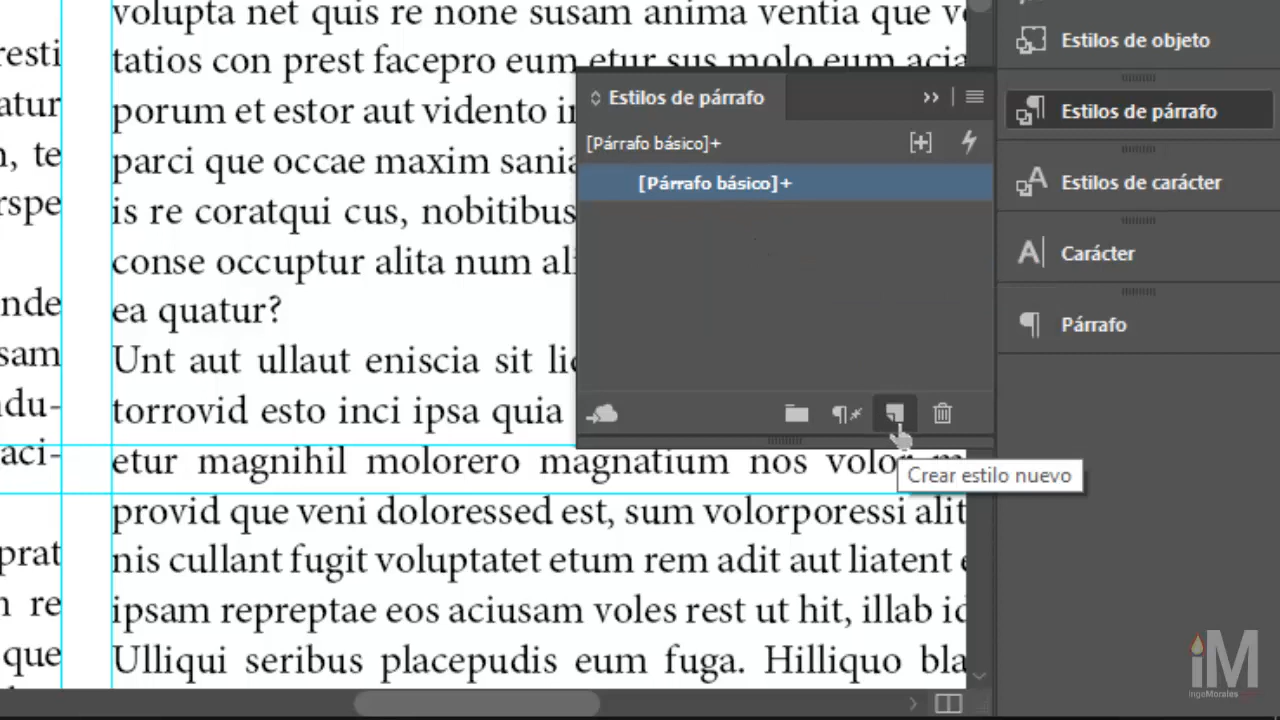 volupta net quis re none susam anima ventia que
tatios con prest facepro eum etur sus molo eum acia
porum et estor aut vidento
parci que occae maxim sania
is re coratqui cus, nobitibus
conse occuptur alita num
ea quatur?
Unt aut ullaut eniscia sit
torrovid esto inci ipsa quia
etur magnihil molorero magnatium nos
provid que veni doloressed est, sum volorporessi alit
nis cullant fugit voluptatet etum rem adit aut liatent
ipsam repreptae eos aciusam voles rest ut hit, illab
Ulliqui seribus placepudis eum fuga. Hilliquo
resti
atur
, te
rspe
nde
sam
ndu-
aci-
prat
re
que
Estilos de párrafo
[Párrafo básico]+
[Párrafo básico]+
Crear estilo nuevo
Estilos de objeto
Estilos de párrafo
Estilos de carácter
Carácter
Párrafo
iM
IngeMorales